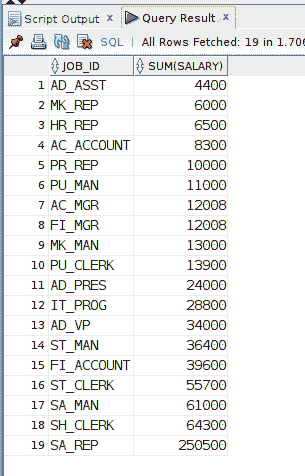 Script Output × Query Result ×
SQL | All Rows Fetched: 19 in 1.706
JOB_ID SUM(SALARY)
1 AD_ASST 4400
2 MK_REP 6000
3 HR_REP 6500
4 AC_ACCOUNT 8300
5 PR_REP 10000
6 PU_MAN 11000
7 AC_MGR 12008
8 FI_MGR 12008
9 MK_MAN 13000
10 PU_CLERK 13900
11 AD_PRES 24000
12 IT_PROG 28800
13 AD_VP 34000
14 ST_MAN 36400
15 FI_ACCOUNT 39600
16 ST_CLERK 55700
17 SA_MAN 61000
18 SH_CLERK 64300
19 SA_REP 250500